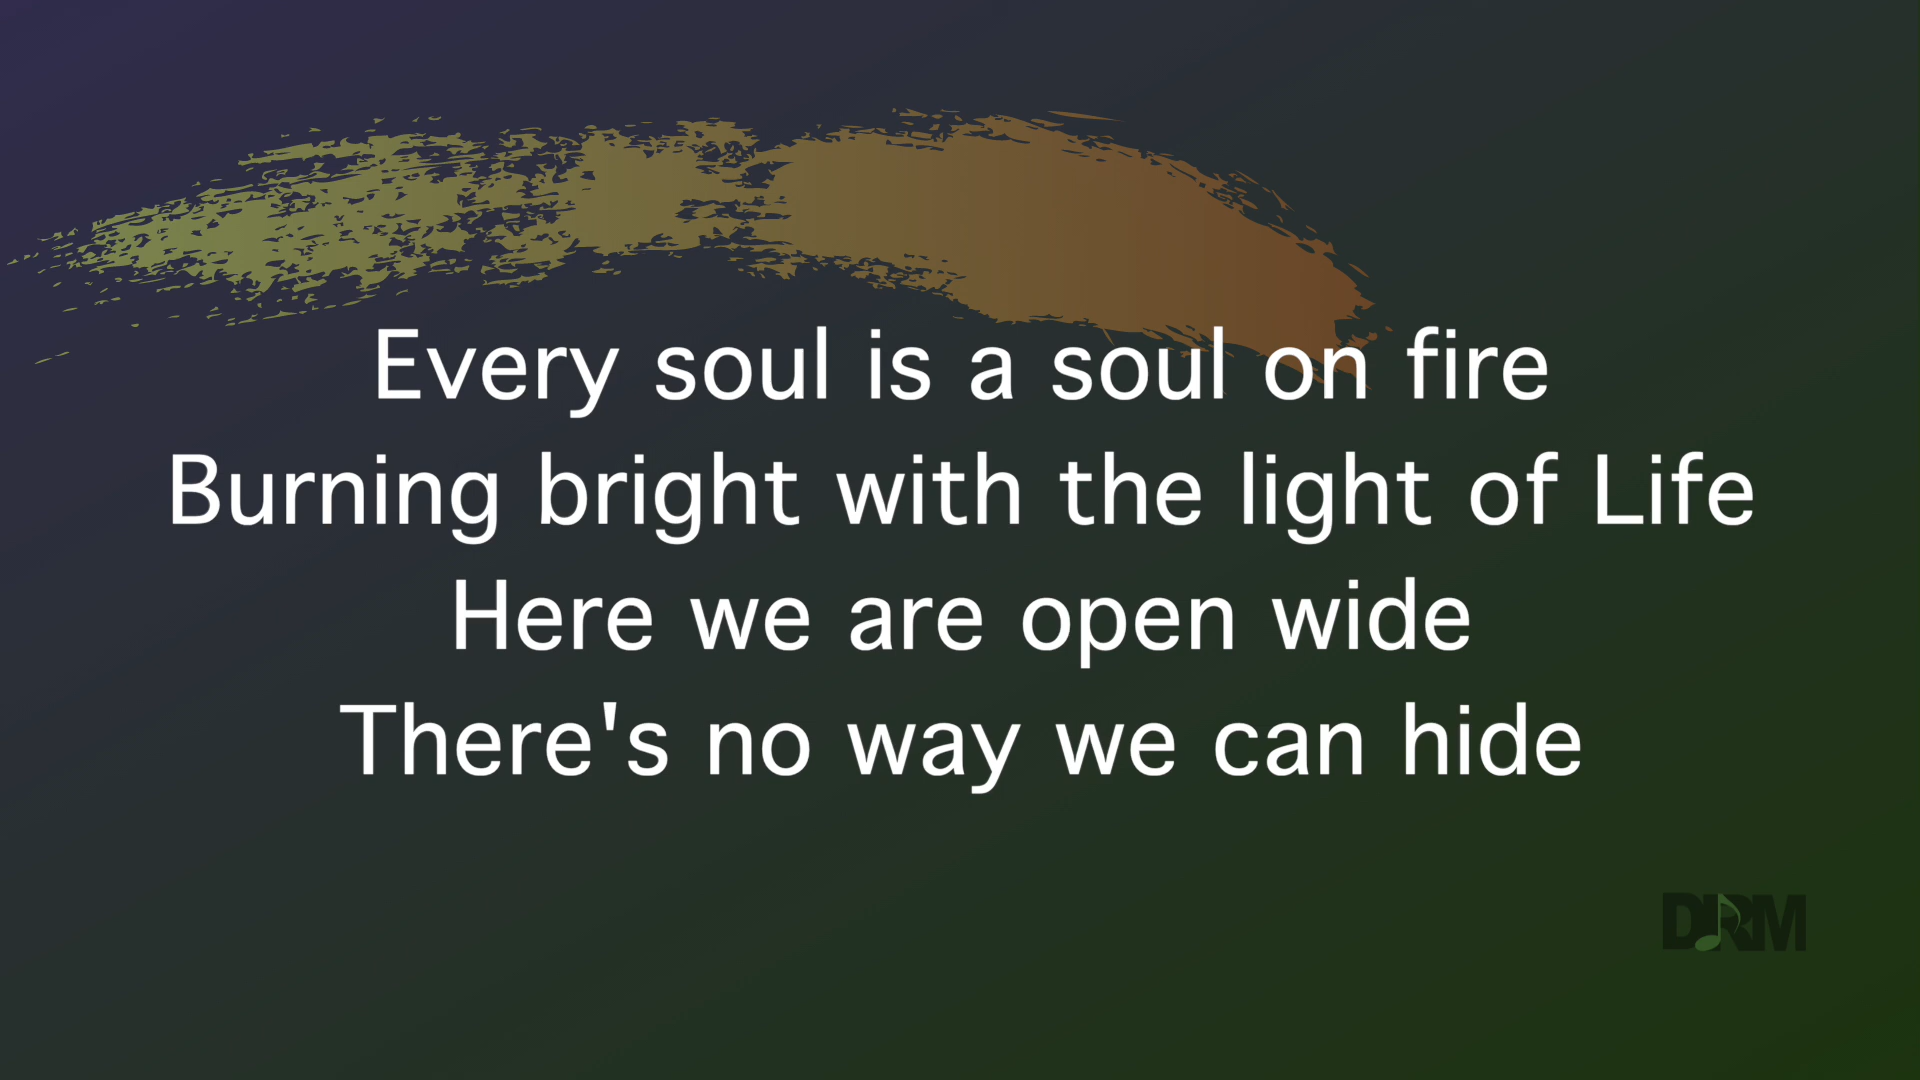 Every soul is a soul on fire
Burning bright with the light of Life
Here we are open wide
There's no way we can hide
DRM